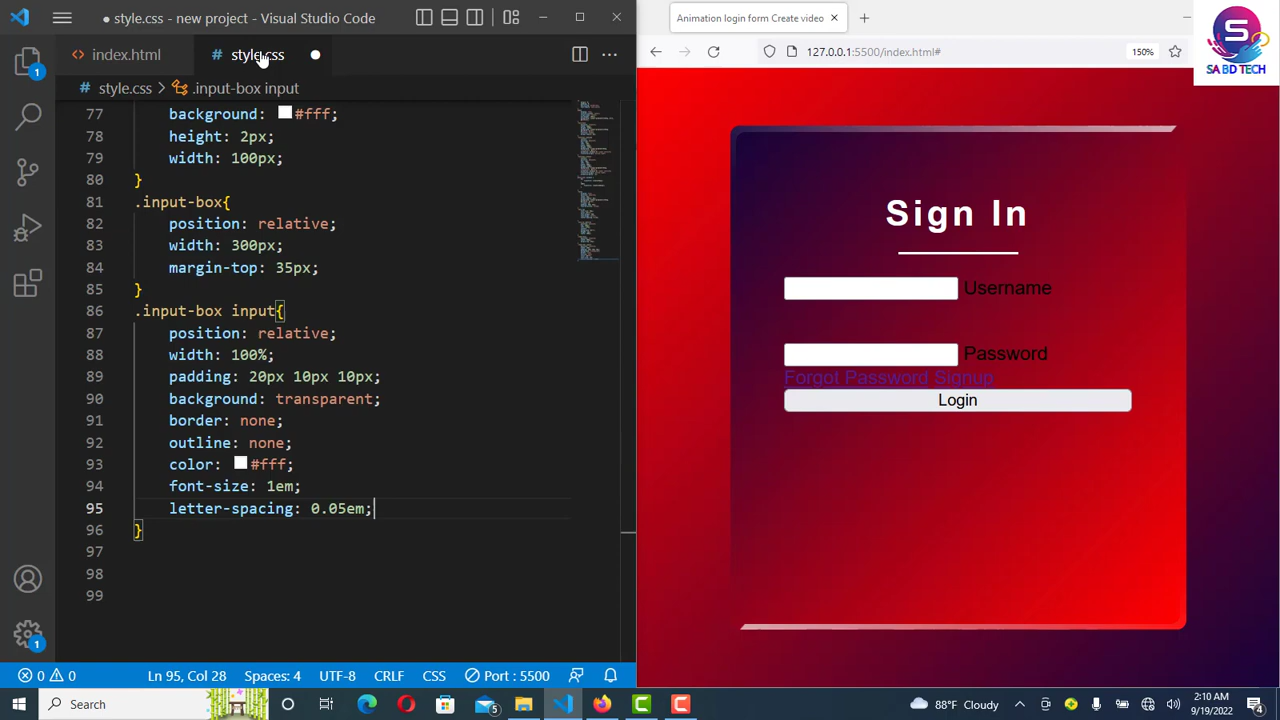 style.css - new project - Visual Studio Code
index.html
style.css
style.css > .input-box input
77 background: #fff;
78 height: 2px;
79 width: 100px;
80 }
81 .input-box{
82 position: relative;
83 width: 300px;
84 margin-top: 35px;
85 }
86 .input-box input{
87 position: relative;
88 width: 100%;
89 padding: 20px 10px 10px;
90 background: transparent;
91 border: none;
92 outline: none;
93 color: #fff;
94 font-size: 1em;
95 letter-spacing: 0.05em;
96 }
97
98
99
1
1
0 0 Ln 95, Col 28 Spaces: 4 UTF-8 CRLF CSS Port : 5500
Animation login form Create video
127.0.0.1:5500/index.html#
150%
S
SA BD TECH
Sign In
Username
Password
Forgot Password Signup
Login
Search
5
88°F Cloudy
2:10 AM
9/19/2022
4